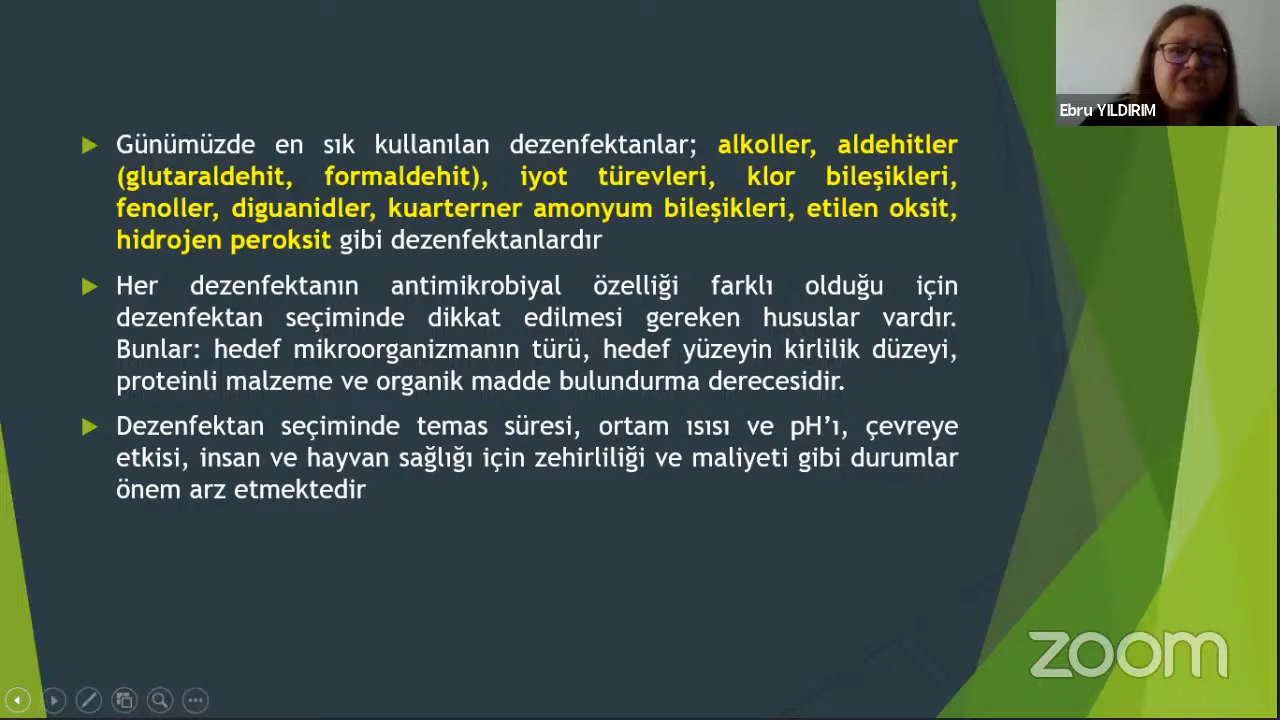 Ebru YILDIRIM
Günümüzde en sık kullanılan dezenfektanlar; alkoller, aldehitler
(glutaraldehit, formaldehit), iyot türevleri, klor bileşikleri,
fenoller, diguanidler, kuarterner amonyum bileşikleri, etilen oksit,
hidrojen peroksit gibi dezenfektanlardır
Her dezenfektanın antimikrobiyal özelliği farklı olduğu için
dezenfektan seçiminde dikkat edilmesi gereken hususlar vardır.
Bunlar: hedef mikroorganizmanın türü, hedef yüzeyin kirlilik düzeyi,
proteinli malzeme ve organik madde bulundurma derecesidir.
Dezenfektan seçiminde temas süresi, ortam ısısı ve pH’ı, çevreye
etkisi, insan ve hayvan sağlığı için zehirliliği ve maliyeti gibi durumlar
önem arz etmektedir
zoom